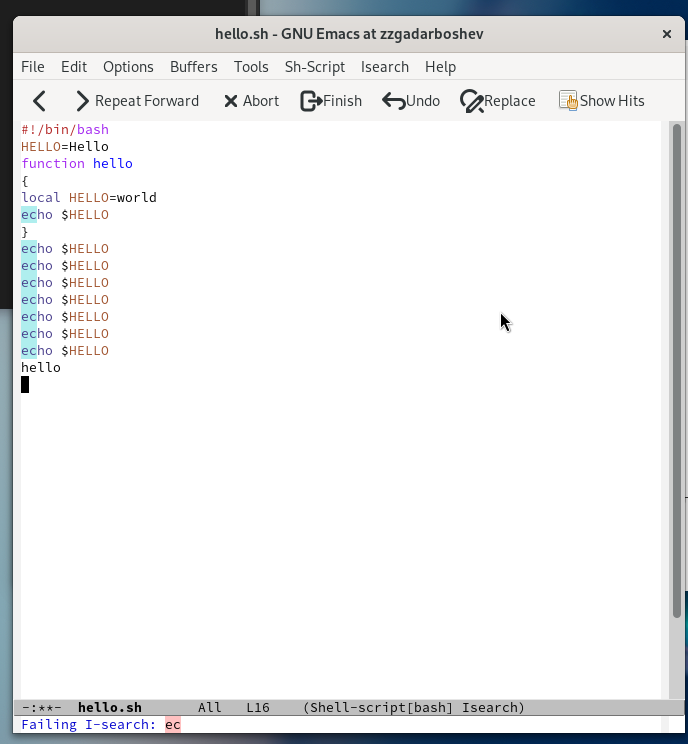 hello.sh - GNU Emacs at zzgadarboshev ×
File Edit Options Buffers Tools Sh-Script Isearch Help
Repeat Forward Abort Finish Undo Replace Show Hits
#!/bin/bash
HELLO=Hello
function hello
{
local HELLO=world
echo $HELLO
}
echo $HELLO
echo $HELLO
echo $HELLO
echo $HELLO
echo $HELLO
echo $HELLO
echo $HELLO
hello
-:**- hello.sh All L16 (Shell-script[bash] Isearch)
Failing I-search: ec